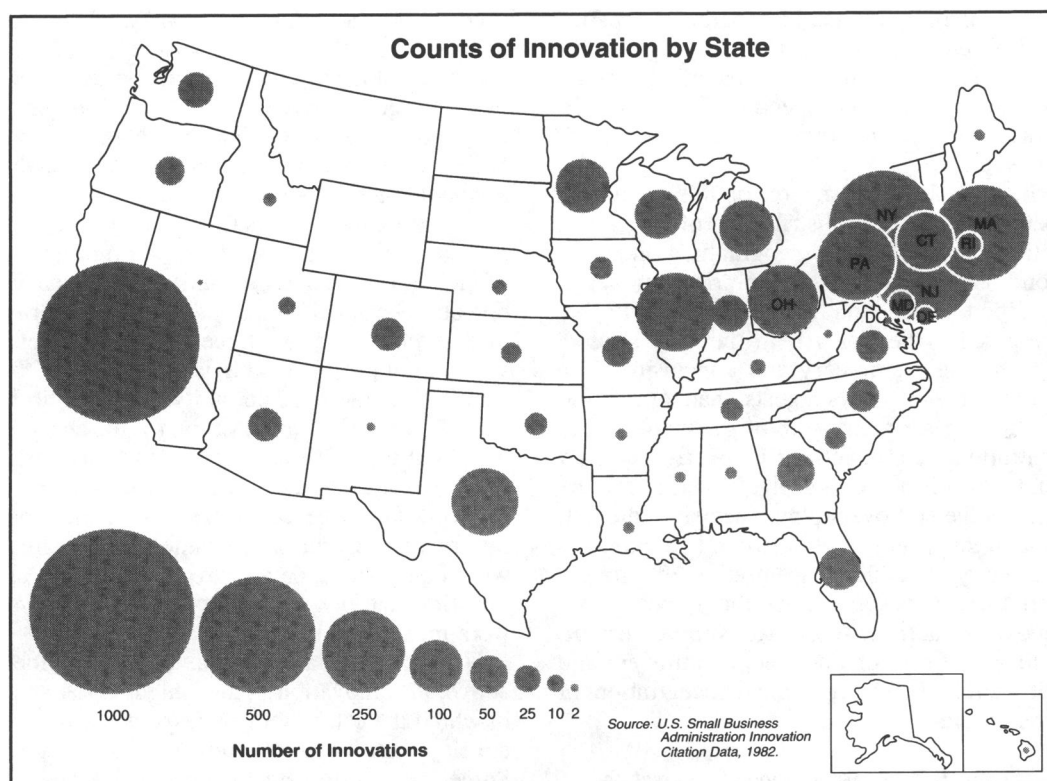 Counts of Innovation by State
NY
MA
CT
RI
PA
NJ
OH
MD
DC
DE
1000 500 250 100 50 25 10 2
Number of Innovations
Source: U.S. Small Business
Administration Innovation
Citation Data, 1982.